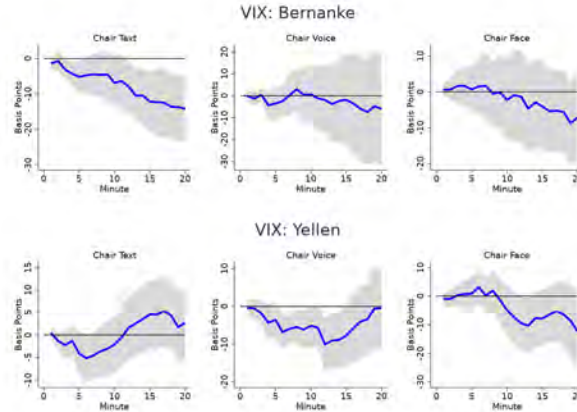 VIX: Bernanke
Chair Text
Chair Voice
Chair Face
Basis Points
0
-10
-20
-30
0 5 10 15 20
Minute
Basis Points
20
10
0
-10
-20
-30
0 5 10 15 20
Minute
Basis Points
10
0
-10
-20
0 5 10 15 20
Minute
VIX: Yellen
Chair Text
Chair Voice
Chair Face
Basis Points
15
10
5
0
-5
-10
0 5 10 15 20
Minute
Basis Points
10
0
-10
-20
0 5 10 15 20
Minute
Basis Points
10
0
-10
-20
-30
0 5 10 15 20
Minute